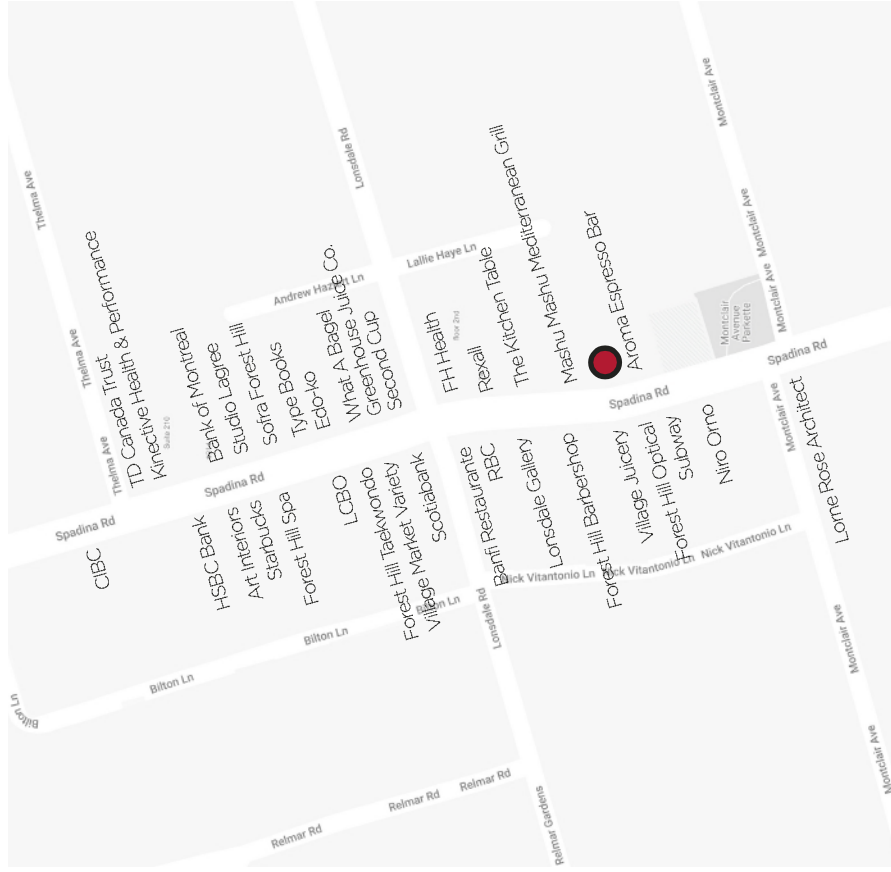 Montclair Ave
Lonsdale Rd
Thelma Ave
Montclair Ave
Lallie Haye Ln
Andrew Hazlett Ln
Montclair Ave
Montclair
Avenue
Parkette
Thelma Ave
Spadina Rd
Spadina Rd
TD Canada Trust
Kinective Health & Performance
Suite 210
Bank of Montreal
Studio Lagree
Sofra Forest Hill
Type Books
Edo-ko
What A Bagel
Greenhouse Juice Co.
Second Cup
FH Health
floor 2nd
Rexall
The Kitchen Table
Mashu Mashu Mediterranean Grill
Aroma Espresso Bar
Thelma Ave
Spadina Rd
Spadina Rd
Montclair Ave
CIBC
HSBC Bank
Art Interiors
Starbucks
Forest Hill Spa
LCBO
Forest Hill Taekwondo
Village Market Variety
Scotiabank
Banfi Restaurante
RBC
Lonsdale Gallery
Forest Hill Barbershop
Village Juicery
Forest Hill Optical
Subway
Niro Orno
Lorne Rose Architect
Nick Vitantonio Ln
Nick Vitantonio Ln
Nick Vitantonio Ln
Bilton Ln
Bilton Ln
Bilton Ln
Bilton Ln
Bilton Ln
Lonsdale Rd
Montclair Ave
Montclair Ave
Relmar Rd
Relmar Rd
Relmar Rd
Relmar Gardens